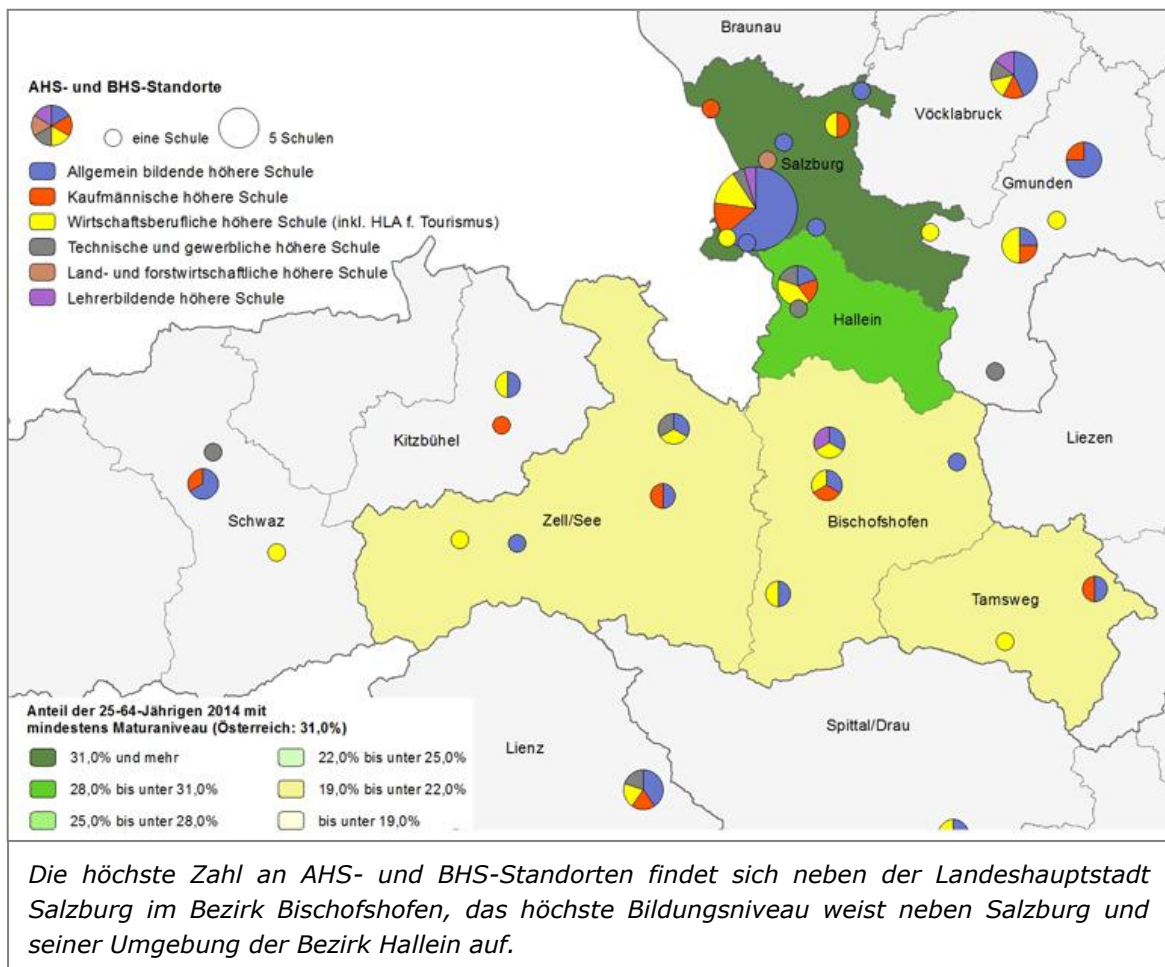 Braunau
AHS- und BHS-Standorte
eine Schule
5 Schulen
Vöcklabruck
Allgemein bildende höhere Schule
Salzburg
Kaufmännische höhere Schule
Gmunden
Wirtschaftsberufliche höhere Schule (inkl. HLA f. Tourismus)
Technische und gewerbliche höhere Schule
Land- und forstwirtschaftliche höhere Schule
Lehrerbildende höhere Schule
Hallein
Kitzbühel
Liezen
Schwaz
Zell/See
Bischofshofen
Tamsweg
Anteil der 25-64-Jährigen 2014 mit
mindestens Maturaniveau (Österreich: 31,0%)
Spittal/Drau
Lienz
31,0% und mehr
22,0% bis unter 25,0%
28,0% bis unter 31,0%
19,0% bis unter 22,0%
25,0% bis unter 28,0%
bis unter 19,0%
Die höchste Zahl an AHS- und BHS-Standorten findet sich neben der Landeshauptstadt
Salzburg im Bezirk Bischofshofen, das höchste Bildungsniveau weist neben Salzburg und
seiner Umgebung der Bezirk Hallein auf.